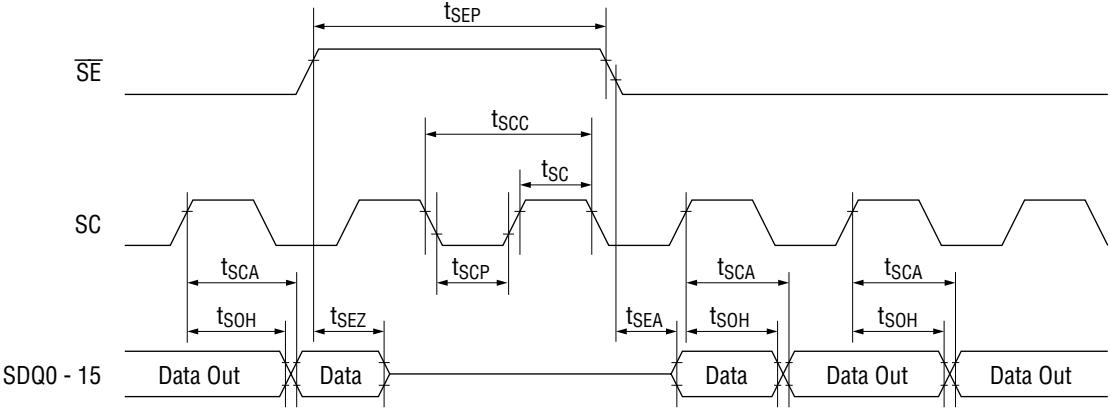 tSEP
SE
tSCC
tSC
SC
tSCP
tSCA tSCA tSCA
tSOH tSEZ tSEA tSOH tSOH
SDQ0 - 15 Data Out Data Data Data Out Data Out